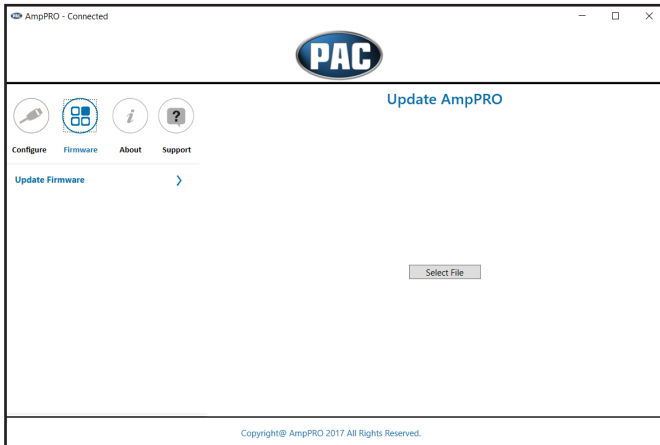 AmpPRO - Connected
PAC
Update AmpPRO
Configure Firmware About Support
Update Firmware
Select File
Copyright@ AmpPRO 2017 All Rights Reserved.